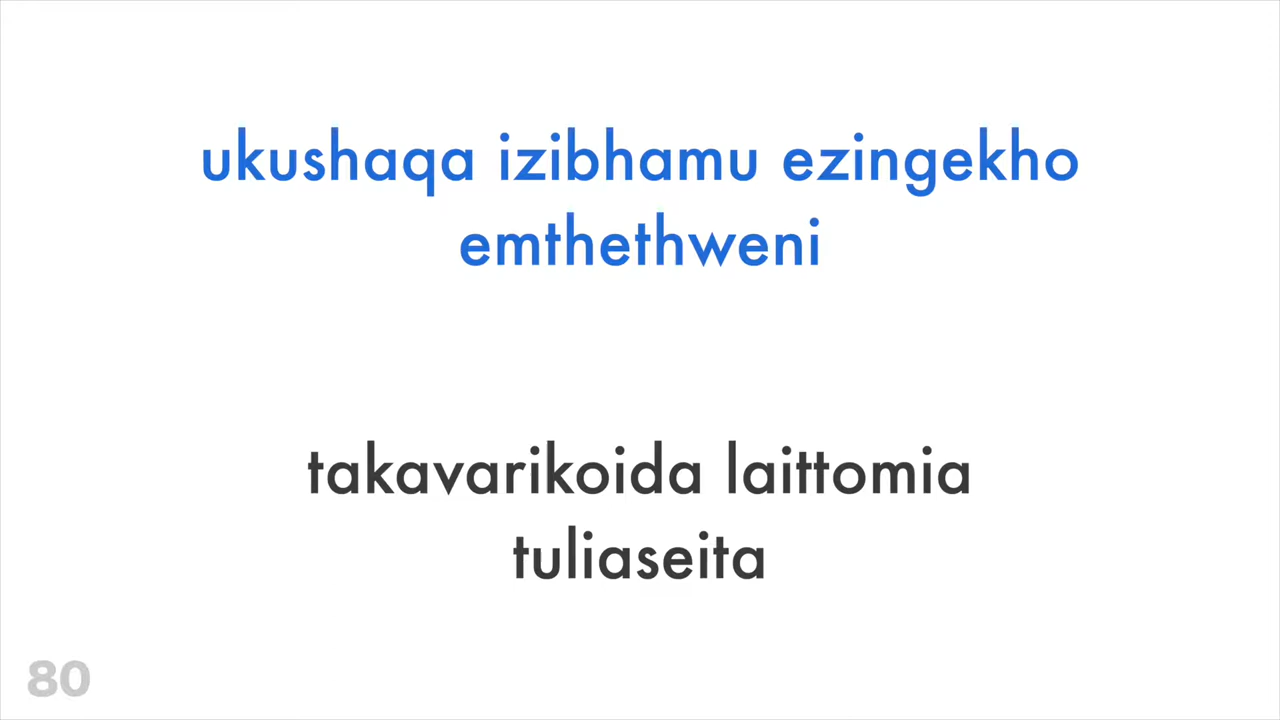 ukushaqa izibhamu ezingekho
emthethweni
takavarikoida laittomia
tuliaseita
80